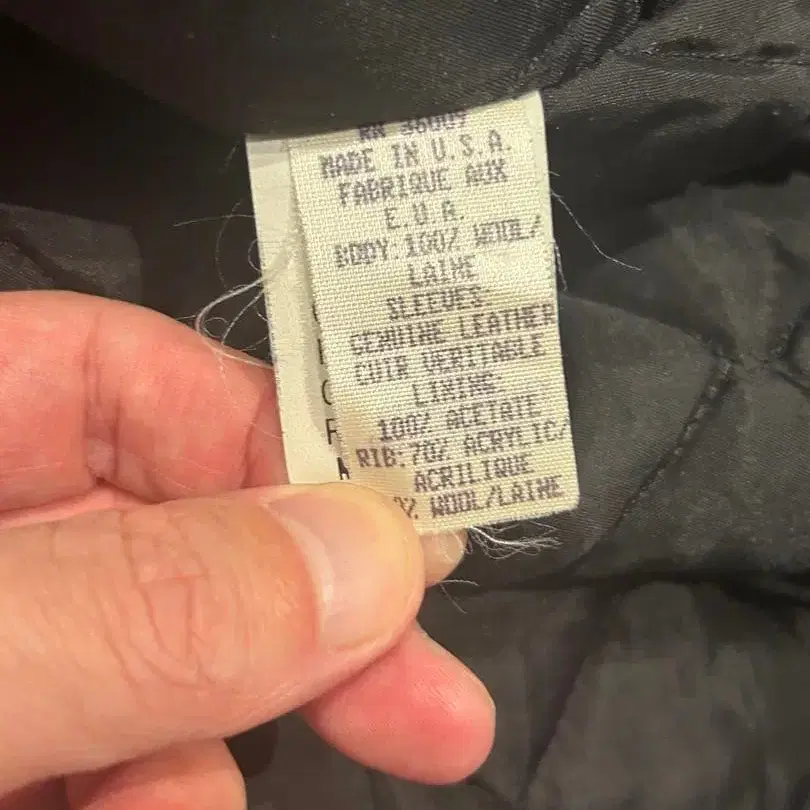 MADE IN U.S.A.
FABRIQUE AUX
E.U.A.
BODY:100% WOOL/
LAINE
SLEEVES
GENUINE LEATHER
CUIR VERITABLE
LINING
100% ACETATE
RIB:70% ACRYLIC/
ACRILIQUE
0% WOOL/LAINE